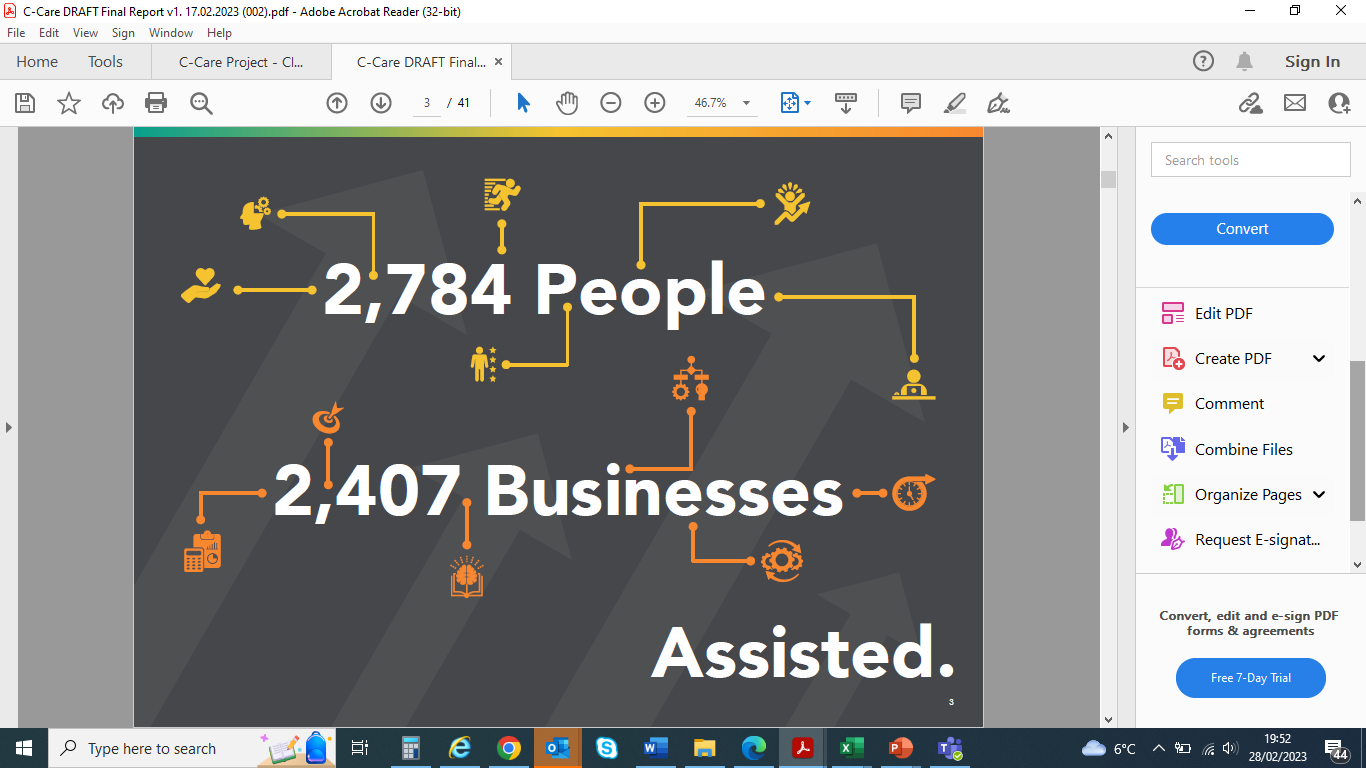 C-Care DRAFT Final Report v1. 17.02.2023 (002).pdf - Adobe Acrobat Reader (32-bit)
File Edit View Sign Window Help
Home Tools C-Care Project - Cl... C-Care DRAFT Final... Sign In
3 / 41 46.7%
Search tools
Convert
Edit PDF
Create PDF
Comment
Combine Files
Organize Pages
Request E-signat...
Convert, edit and e-sign PDF
forms & agreements
Free 7-Day Trial
2,784 People
2,407 Businesses
Assisted.
3
Type here to search
6°C
19:52
28/02/2023
44